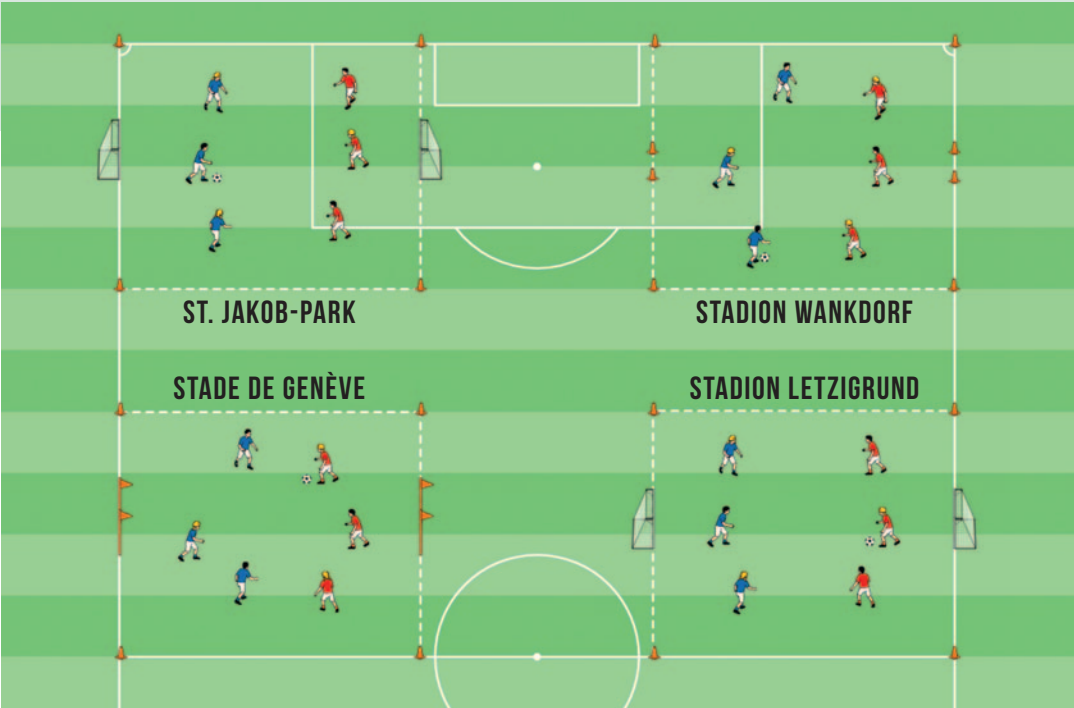 ST. JAKOB-PARK
STADION WANKDORF
STADE DE GENÈVE
STADION LETZIGRUND